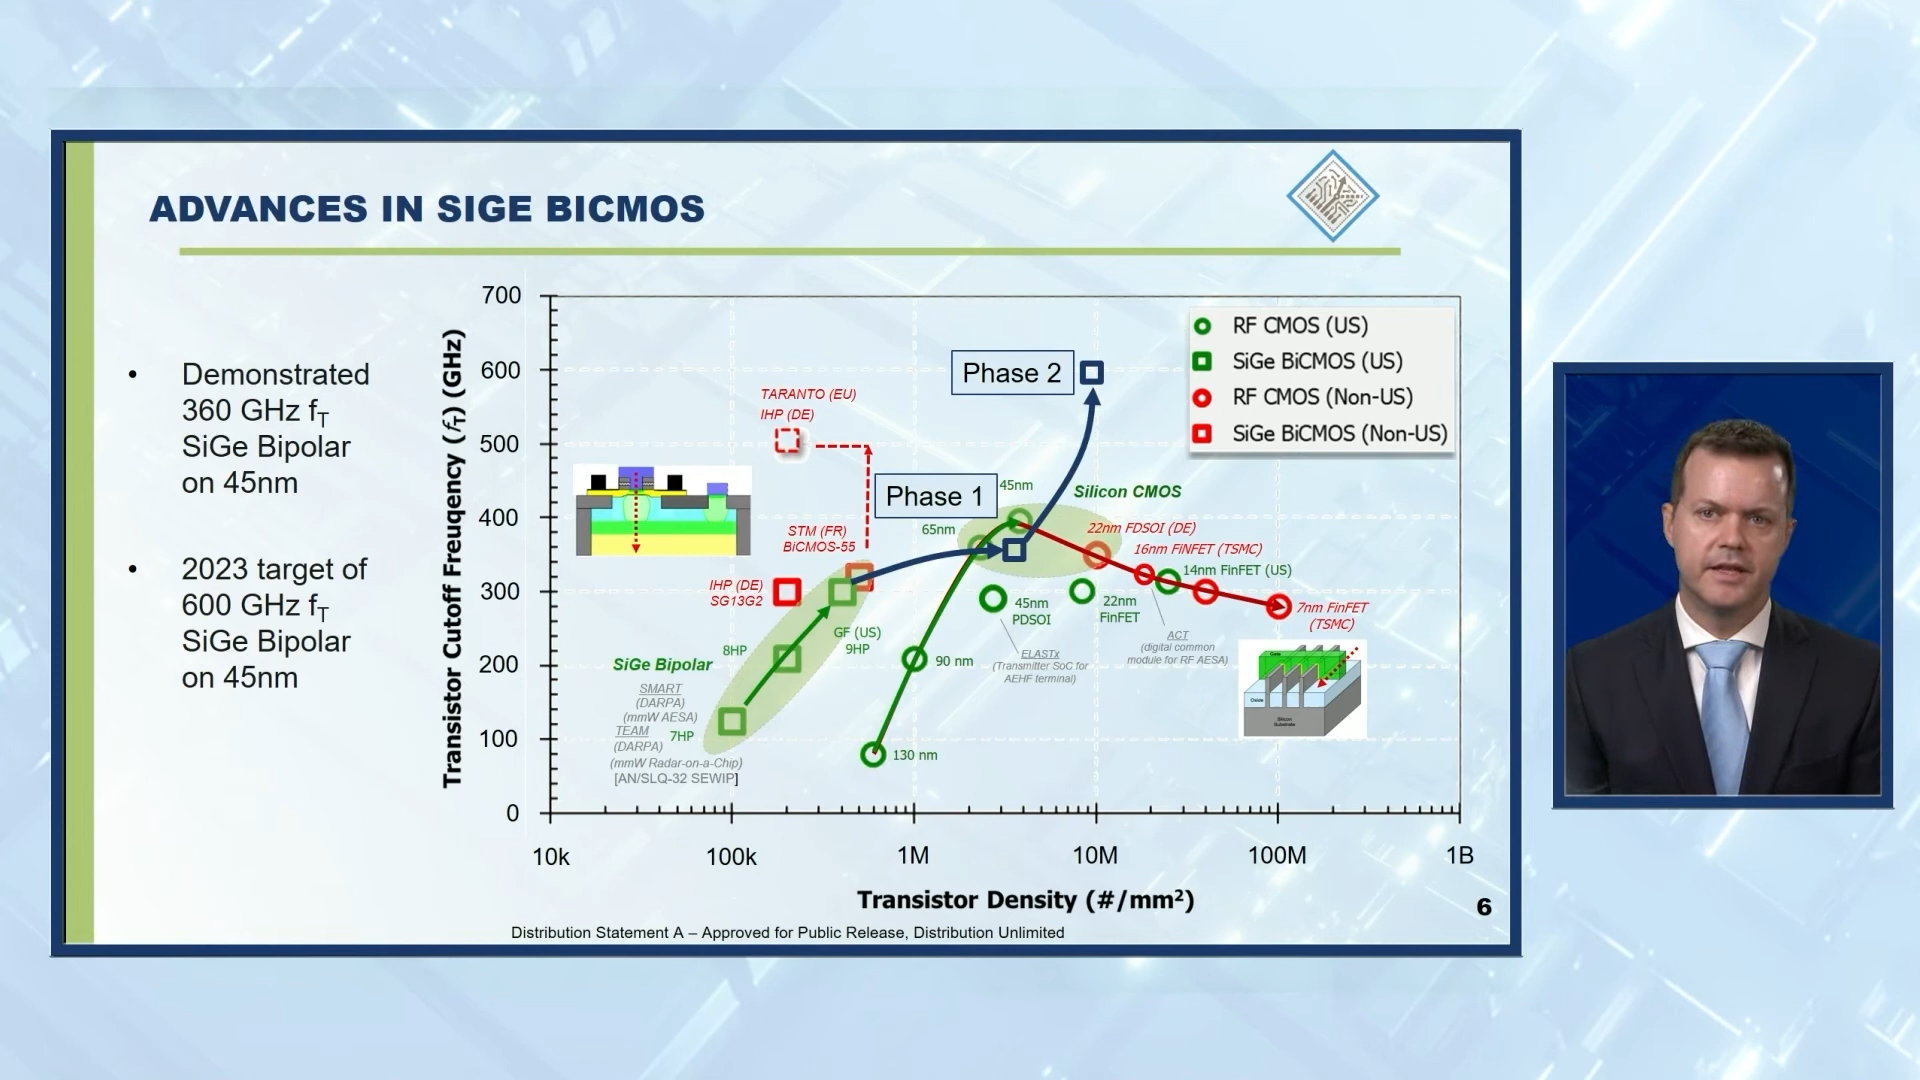 ADVANCES IN SIGE BICMOS
• Demonstrated
360 GHz fT
SiGe Bipolar
on 45nm
• 2023 target of
600 GHz fT
SiGe Bipolar
on 45nm
Transistor Cutoff Freuqency (fT) (GHz)
700
600
500
400
300
200
100
0
10k
100k
1M
10M
100M
1B
Transistor Density (#/mm²)
RF CMOS (US)
SiGe BiCMOS (US)
RF CMOS (Non-US)
SiGe BiCMOS (Non-US)
Phase 2
TARANTO (EU)
IHP (DE)
Phase 1
45nm
Silicon CMOS
65nm
22nm FDSOI (DE)
STM (FR)
BiCMOS-55
16nm FiNFET (TSMC)
14nm FinFET (US)
IHP (DE)
SG13G2
45nm
PDSOI
22nm
FinFET
7nm FinFET
(TSMC)
GF (US)
9HP
8HP
ACT
(digital common
module for RF AESA)
ELASTx
(Transmitter SoC for
AEHF terminal)
90 nm
SiGe Bipolar
SMART
(DARPA)
(mmW AESA)
TEAM
(DARPA)
7HP
(mmW Radar-on-a-Chip)
[AN/SLQ-32 SEWIP]
130 nm
Oxide
Oxide
Silicon
Substrate
6
Distribution Statement A – Approved for Public Release, Distribution Unlimited